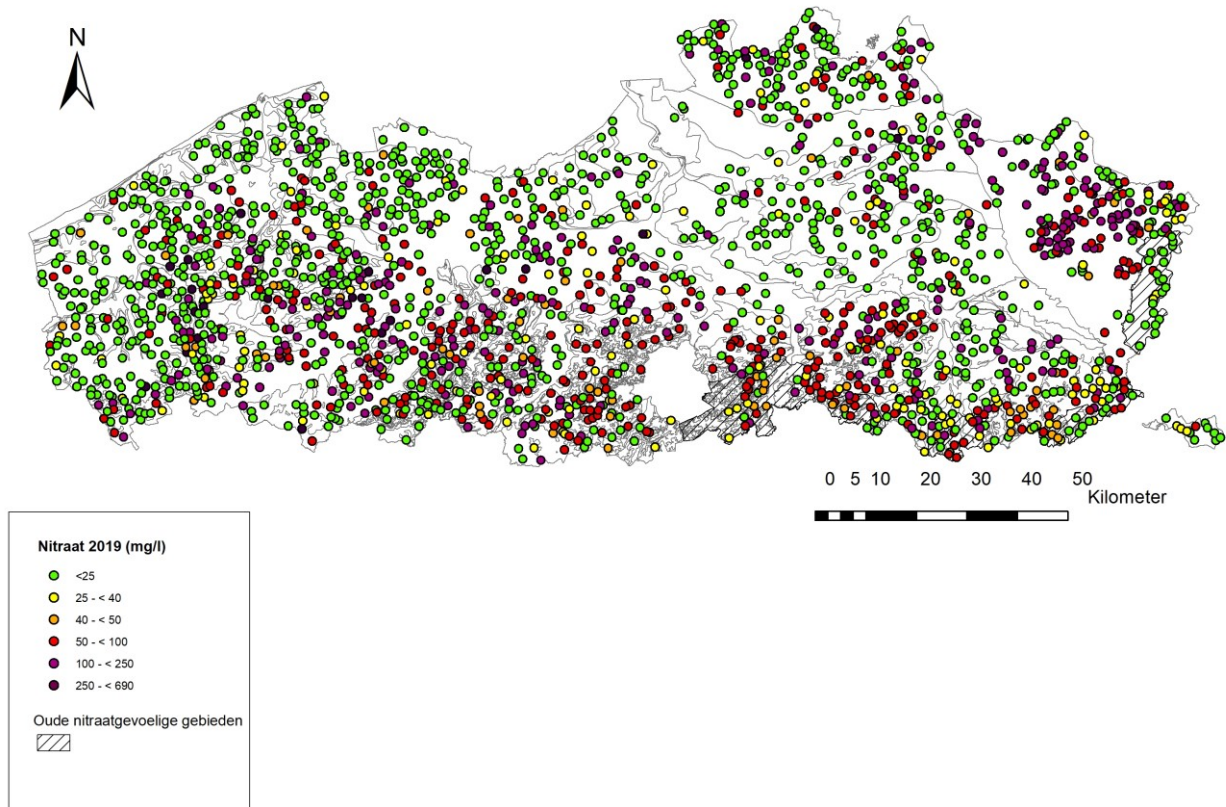 N
0 5 10 20 30 40 50
Kilometer
Nitraat 2019 (mg/l)
<25
25 - < 40
40 - < 50
50 - < 100
100 - < 250
250 - < 690
Oude nitraatgevoelige gebieden